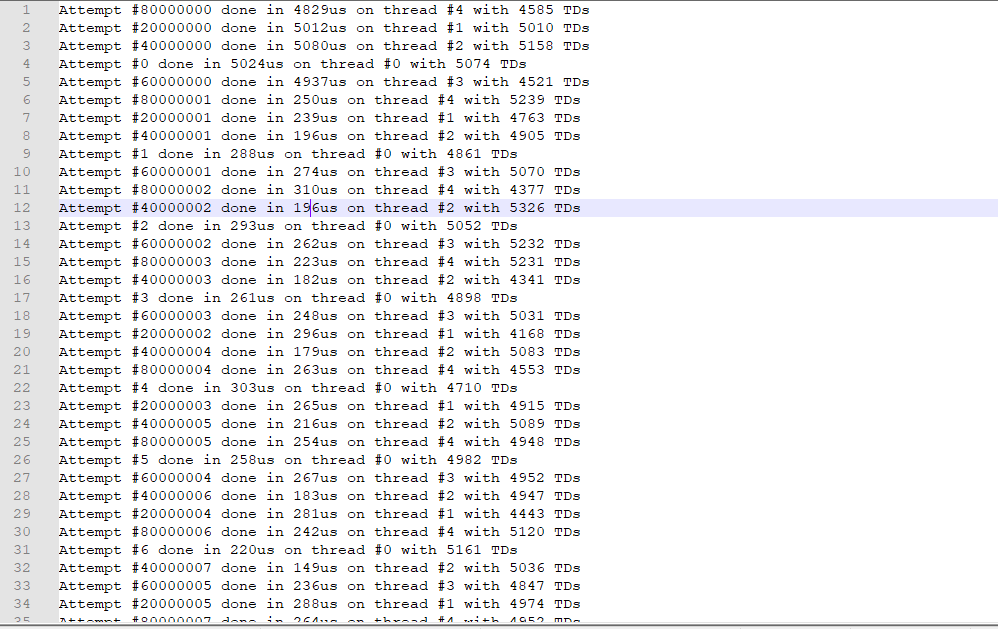 1 Attempt #80000000 done in 4829us on thread #4 with 4585 TDs
2 Attempt #20000000 done in 5012us on thread #1 with 5010 TDs
3 Attempt #40000000 done in 5080us on thread #2 with 5158 TDs
4 Attempt #0 done in 5024us on thread #0 with 5074 TDs
5 Attempt #60000000 done in 4937us on thread #3 with 4521 TDs
6 Attempt #80000001 done in 250us on thread #4 with 5239 TDs
7 Attempt #20000001 done in 239us on thread #1 with 4763 TDs
8 Attempt #40000001 done in 196us on thread #2 with 4905 TDs
9 Attempt #1 done in 288us on thread #0 with 4861 TDs
10 Attempt #60000001 done in 274us on thread #3 with 5070 TDs
11 Attempt #80000002 done in 310us on thread #4 with 4377 TDs
12 Attempt #40000002 done in 196us on thread #2 with 5326 TDs
13 Attempt #2 done in 293us on thread #0 with 5052 TDs
14 Attempt #60000002 done in 262us on thread #3 with 5232 TDs
15 Attempt #80000003 done in 223us on thread #4 with 5231 TDs
16 Attempt #40000003 done in 182us on thread #2 with 4341 TDs
17 Attempt #3 done in 261us on thread #0 with 4898 TDs
18 Attempt #60000003 done in 248us on thread #3 with 5031 TDs
19 Attempt #20000002 done in 296us on thread #1 with 4168 TDs
20 Attempt #40000004 done in 179us on thread #2 with 5083 TDs
21 Attempt #80000004 done in 263us on thread #4 with 4553 TDs
22 Attempt #4 done in 303us on thread #0 with 4710 TDs
23 Attempt #20000003 done in 265us on thread #1 with 4915 TDs
24 Attempt #40000005 done in 216us on thread #2 with 5089 TDs
25 Attempt #80000005 done in 254us on thread #4 with 4948 TDs
26 Attempt #5 done in 258us on thread #0 with 4982 TDs
27 Attempt #60000004 done in 267us on thread #3 with 4952 TDs
28 Attempt #40000006 done in 183us on thread #2 with 4947 TDs
29 Attempt #20000004 done in 281us on thread #1 with 4443 TDs
30 Attempt #80000006 done in 242us on thread #4 with 5120 TDs
31 Attempt #6 done in 220us on thread #0 with 5161 TDs
32 Attempt #40000007 done in 149us on thread #2 with 5036 TDs
33 Attempt #60000005 done in 236us on thread #3 with 4847 TDs
34 Attempt #20000005 done in 288us on thread #1 with 4974 TDs
35 Attempt #80000007 done in 264us on thread #4 with 4952 TDs